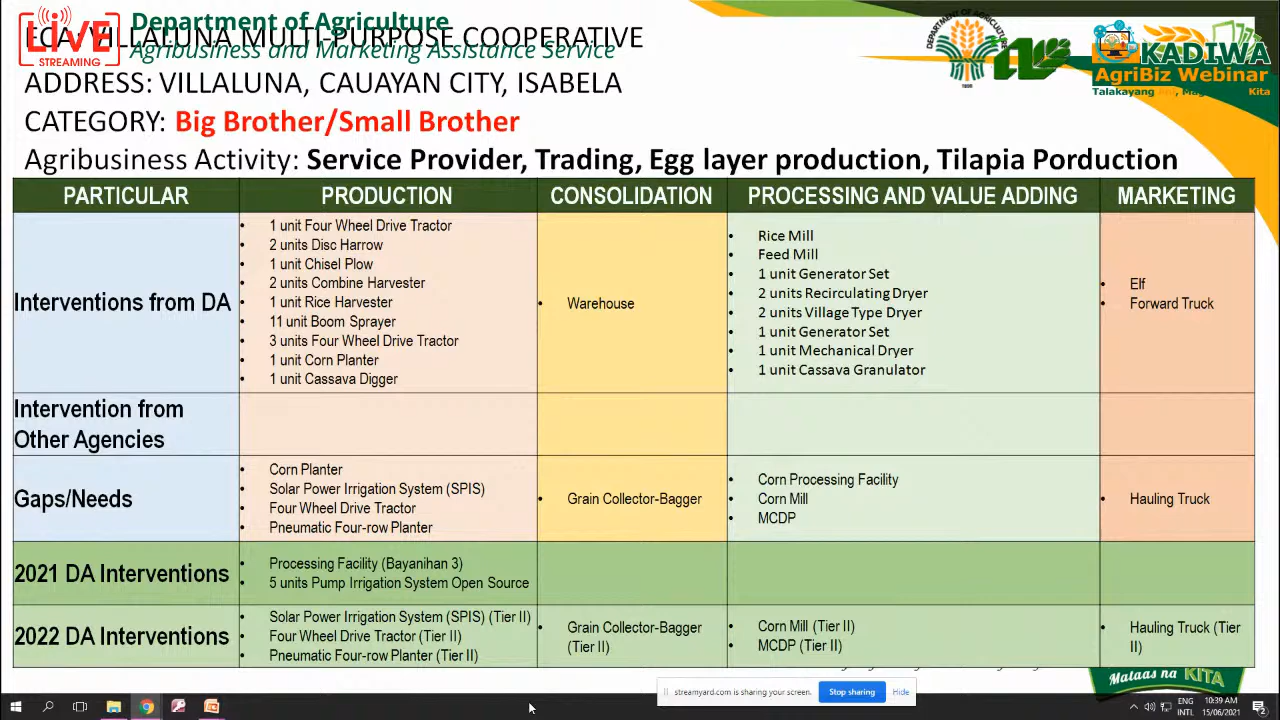 LIVE
STREAMING
Department of Agriculture
Agribusiness and Marketing Assistance Service
FCA: VILLALUNA MULTI-PURPOSE COOPERATIVE
ADDRESS: VILLALUNA, CAUAYAN CITY, ISABELA
CATEGORY: Big Brother/Small Brother
Agribusiness Activity: Service Provider, Trading, Egg layer production, Tilapia Porduction
DEPARTMENT OF AGRICULTURE
KADIWA
AgriBiz Webinar
Talakayang Kita
PARTICULAR PRODUCTION CONSOLIDATION PROCESSING AND VALUE ADDING MARKETING
Interventions from DA
• 1 unit Four Wheel Drive Tractor
• 2 units Disc Harrow
• 1 unit Chisel Plow
• 2 units Combine Harvester
• 1 unit Rice Harvester
• 11 unit Boom Sprayer
• 3 units Four Wheel Drive Tractor
• 1 unit Corn Planter
• 1 unit Cassava Digger
• Warehouse
• Rice Mill
• Feed Mill
• 1 unit Generator Set
• 2 units Recirculating Dryer
• 2 units Village Type Dryer
• 1 unit Generator Set
• 1 unit Mechanical Dryer
• 1 unit Cassava Granulator
• Elf
• Forward Truck
Intervention from
Other Agencies
Gaps/Needs
• Corn Planter
• Solar Power Irrigation System (SPIS)
• Four Wheel Drive Tractor
• Pneumatic Four-row Planter
• Grain Collector-Bagger
• Corn Processing Facility
• Corn Mill
• MCDP
• Hauling Truck
2021 DA Interventions
• Processing Facility (Bayanihan 3)
• 5 units Pump Irrigation System Open Source
2022 DA Interventions
• Solar Power Irrigation System (SPIS) (Tier II)
• Four Wheel Drive Tractor (Tier II)
• Pneumatic Four-row Planter (Tier II)
• Grain Collector-Bagger
(Tier II)
• Corn Mill (Tier II)
• MCDP (Tier II)
• Hauling Truck (Tier
II)
Mataas na KITA
streamyard.com is sharing your screen. Stop sharing Hide
ENG
INTL
10:39 AM
15/06/2021
2